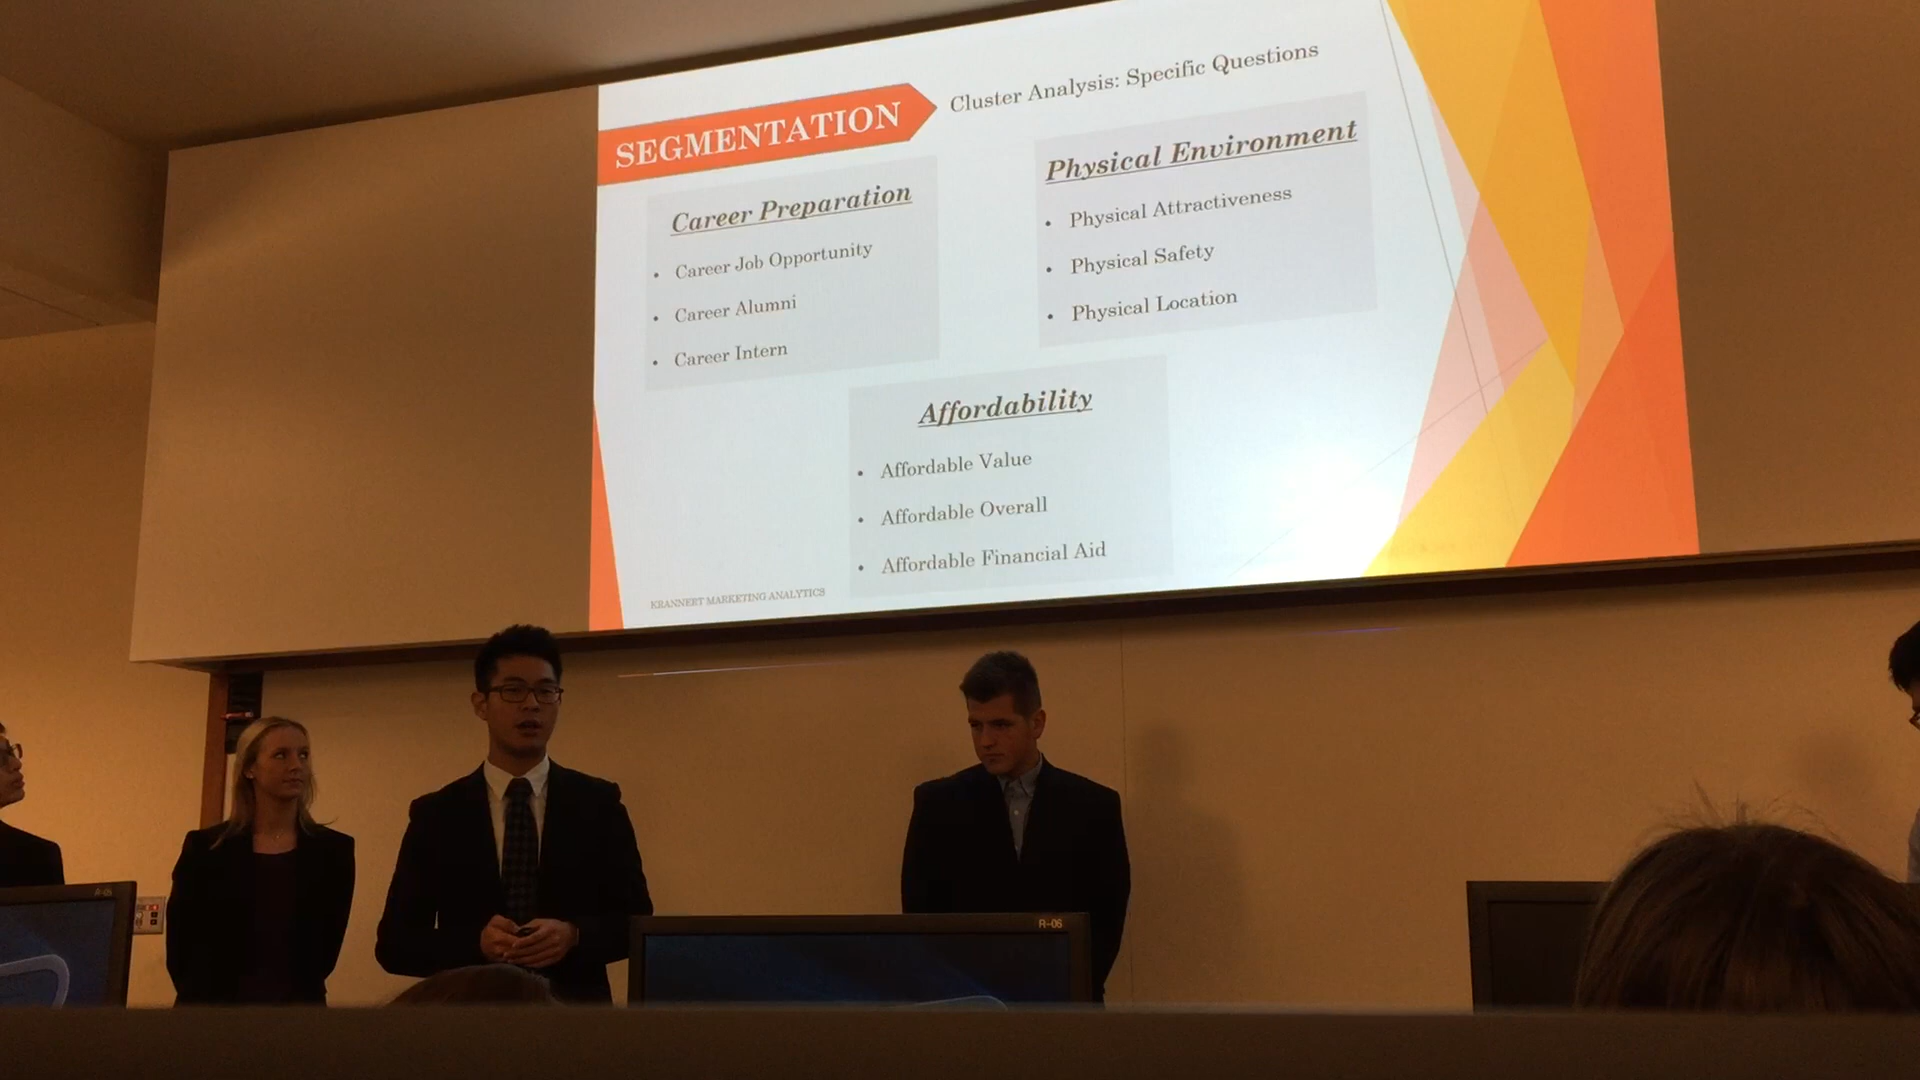 SEGMENTATION
Cluster Analysis: Specific Questions
Career Preparation
• Career Job Opportunity
• Career Alumni
• Career Intern
Physical Environment
• Physical Attractiveness
• Physical Safety
• Physical Location
Affordability
• Affordable Value
• Affordable Overall
• Affordable Financial Aid
KRANNERT MARKETING ANALYTICS
R-05
R-06